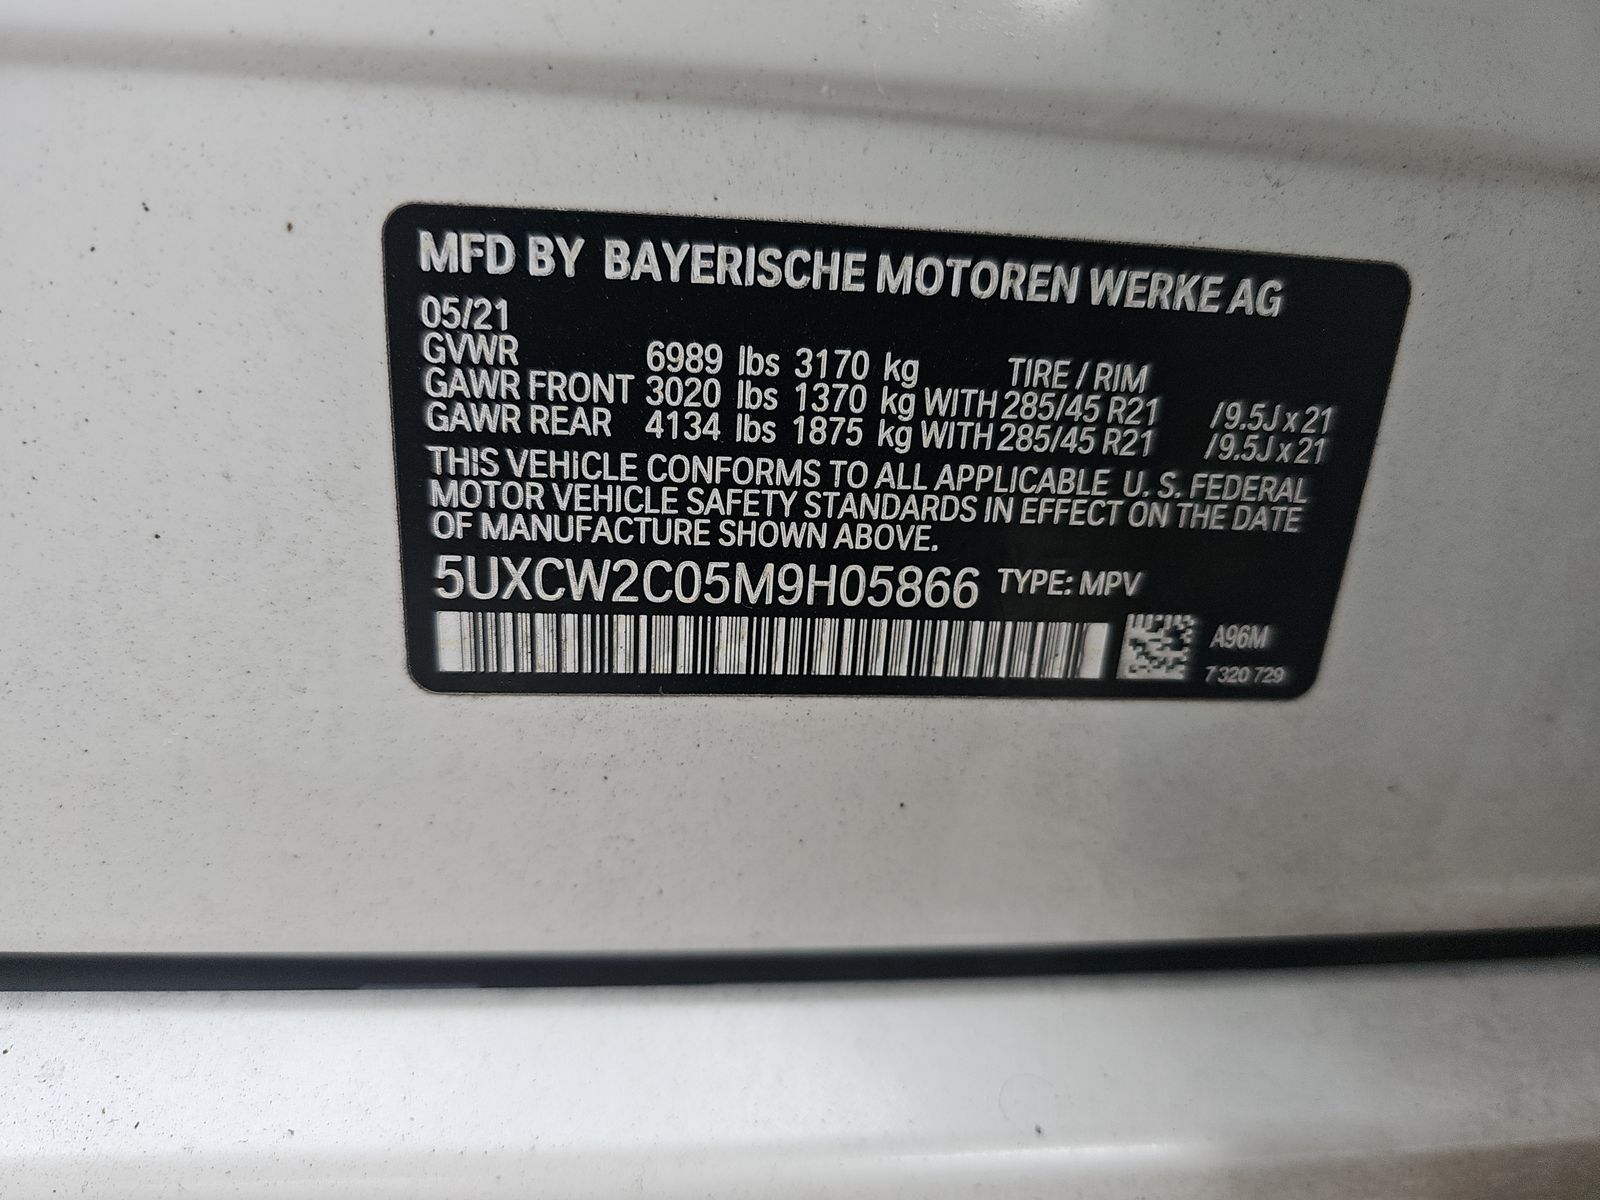 MFD BY BAYERISCHE MOTOREN WERKE AG
05/21
GVWR 6989 lbs 3170 kg TIRE / RIM
GAWR FRONT 3020 lbs 1370 kg WITH 285/45 R21 /9.5J x 21
GAWR REAR 4134 lbs 1875 kg WITH 285/45 R21 /9.5J x 21
THIS VEHICLE CONFORMS TO ALL APPLICABLE U. S. FEDERAL
MOTOR VEHICLE SAFETY STANDARDS IN EFFECT ON THE DATE
OF MANUFACTURE SHOWN ABOVE.
5UXCW2C05M9H05866 TYPE: MPV
A96M
7 320 729